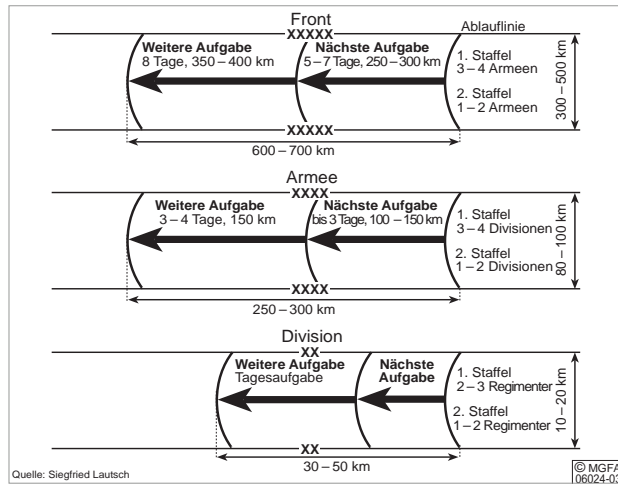 Front
XXXXX
Ablauflinie
Weitere Aufgabe
8 Tage, 350 – 400 km
Nächste Aufgabe
5 – 7 Tage, 250 – 300 km
1. Staffel
3 – 4 Armeen
2. Staffel
1 – 2 Armeen
300 – 500 km
XXXXX
600 – 700 km
Armee
XXXX
Weitere Aufgabe
3 – 4 Tage, 150 km
Nächste Aufgabe
bis 3 Tage, 100 – 150 km
1. Staffel
3 – 4 Divisionen
2. Staffel
1 – 2 Divisionen
80 – 100 km
XXXX
250 – 300 km
Division
XX
Weitere Aufgabe
Tagesaufgabe
Nächste
Aufgabe
1. Staffel
2 – 3 Regimenter
2. Staffel
1 – 2 Regimenter
10 – 20 km
XX
30 – 50 km
Quelle: Siegfried Lautsch
© MGFA
06024-03